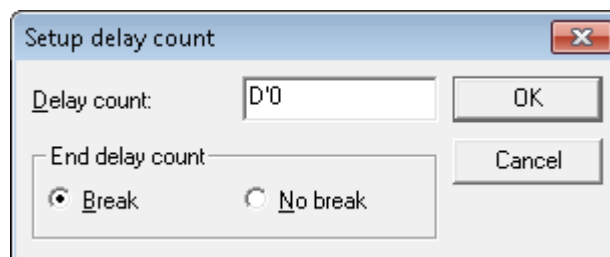 Setup delay count
Delay count: D'0 OK
End delay count Cancel
Break No break